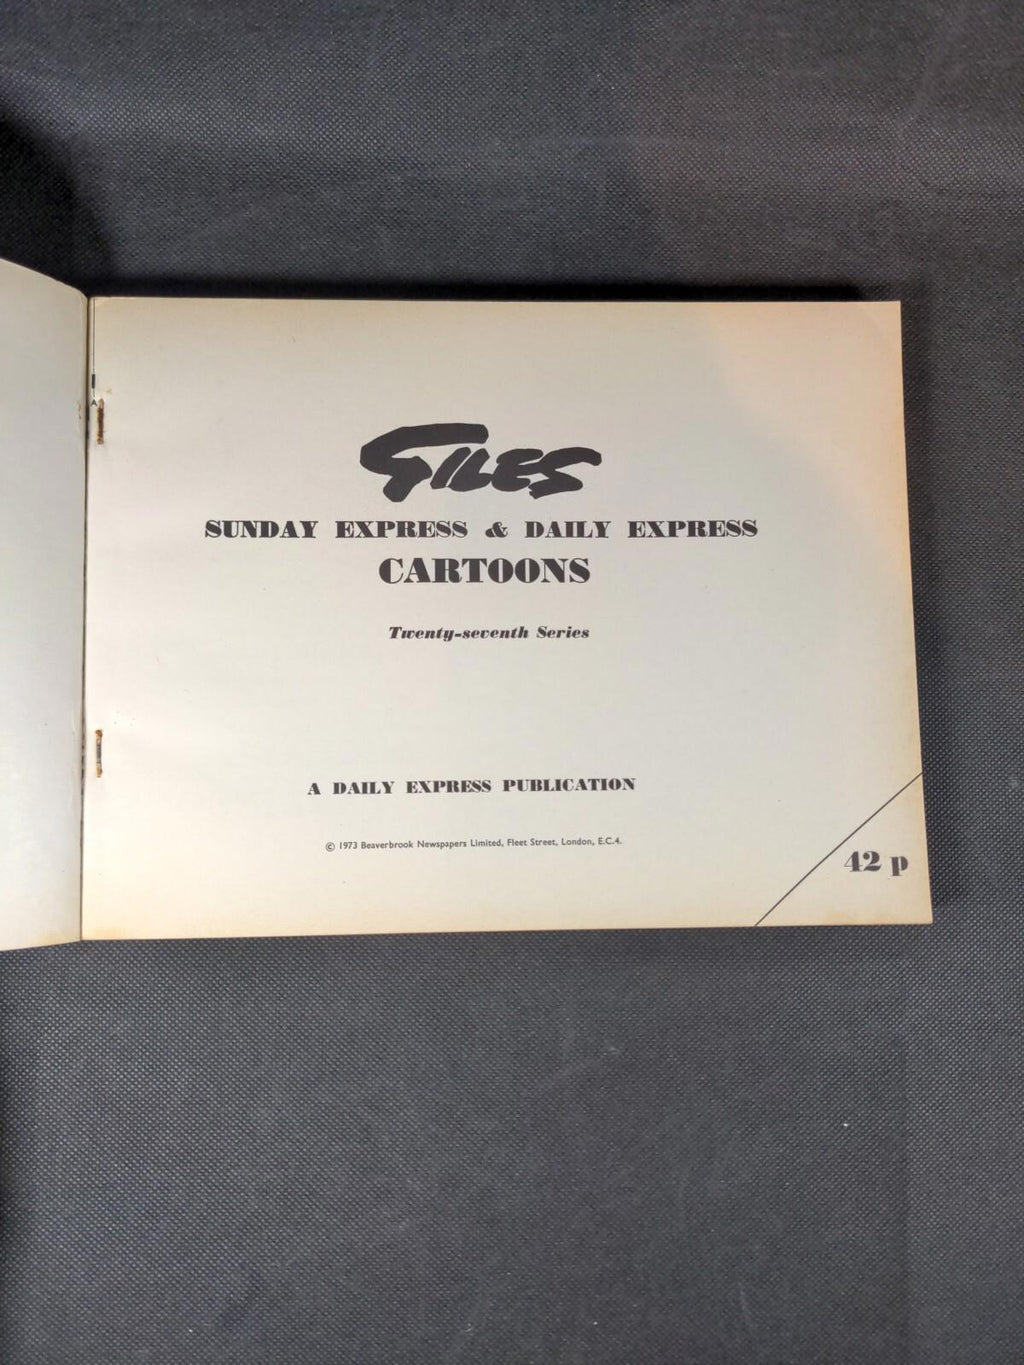 GILES
SUNDAY EXPRESS & DAILY EXPRESS
CARTOONS
Twenty-seventh Series
A DAILY EXPRESS PUBLICATION
© 1973 Beaverbrook Newspapers Limited, Fleet Street, London, E.C.4.
42 p